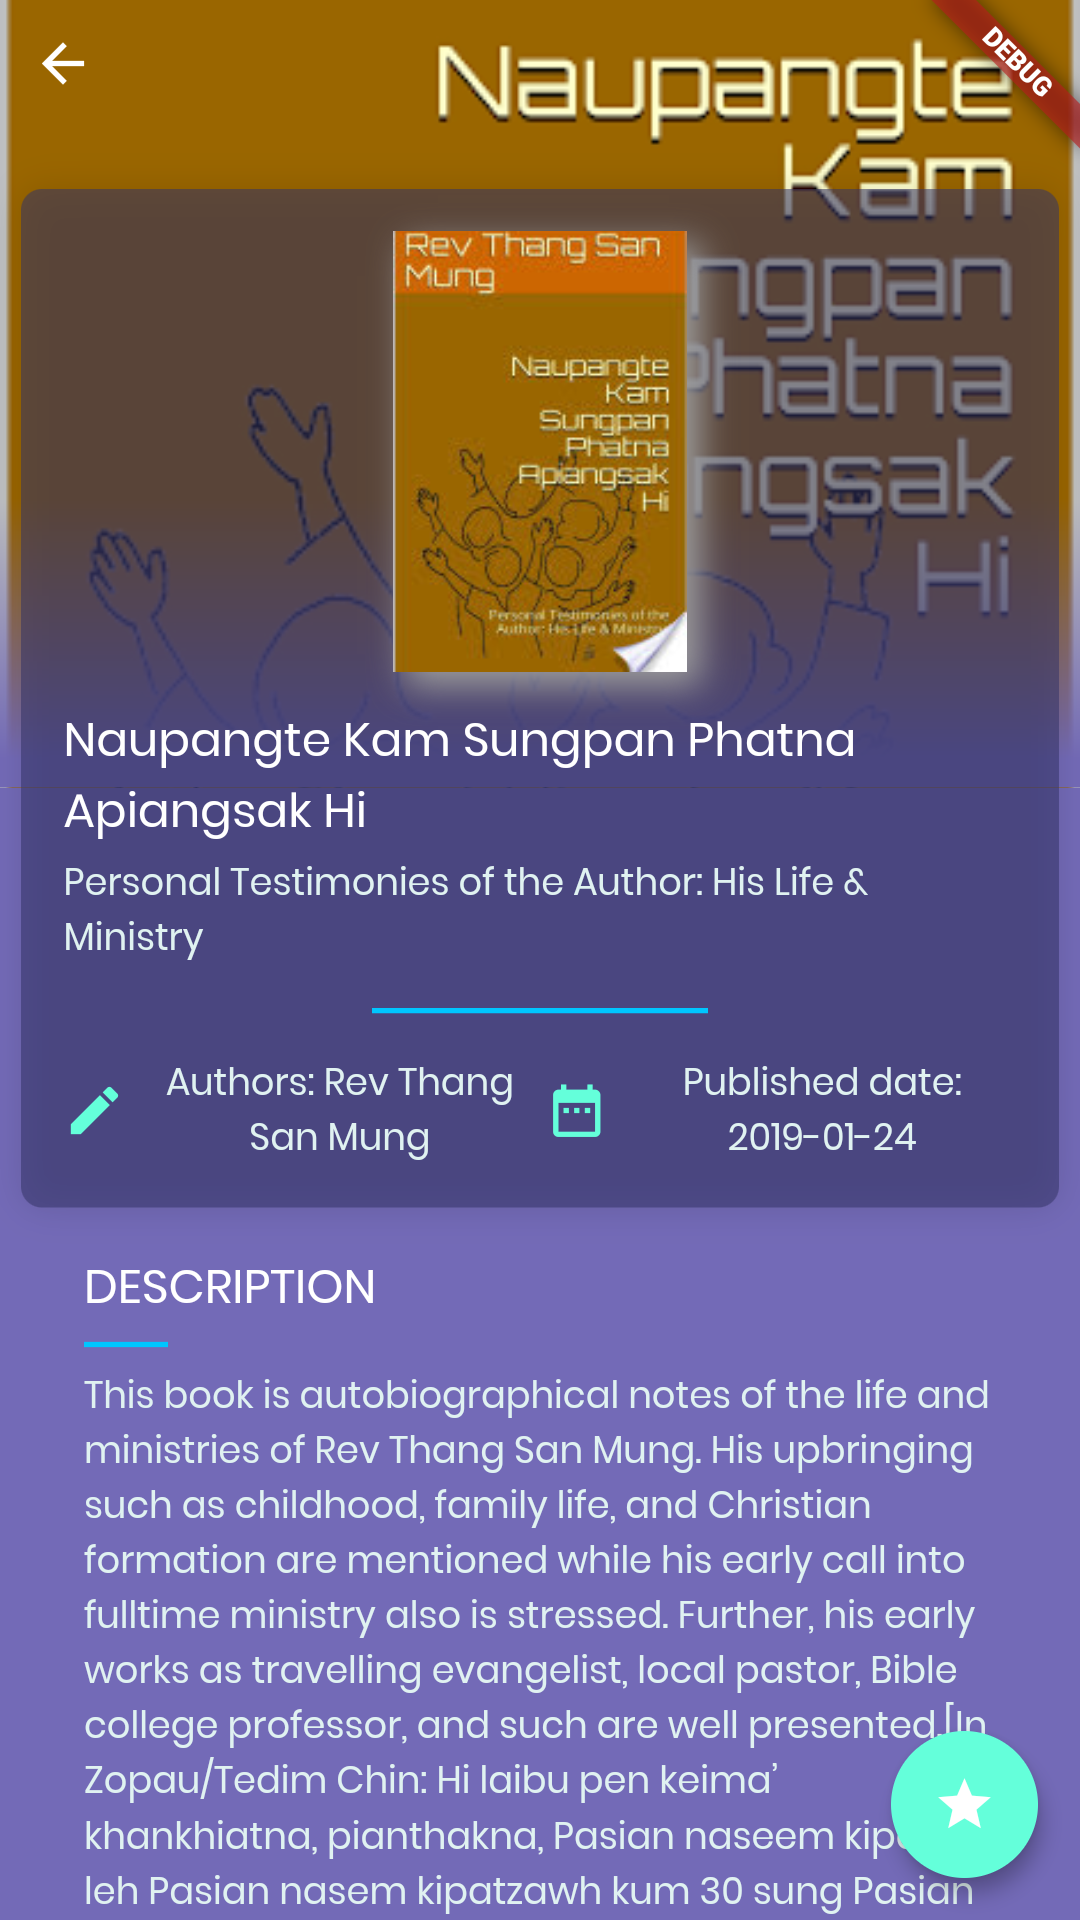 DEBUG
Naupangte
Kam
ngpan
Phatna
ngsak
Hi
Rev Thang San
Mung
Naupangte
Kam
Sungpan
Phatna
Apiangsak
Hi
Personal Testimonies of the
Author: His Life & Ministry
Naupangte Kam Sungpan Phatna
Apiangsak Hi
Personal Testimonies of the Author: His Life &
Ministry
Authors: Rev Thang
San Mung
Published date:
2019-01-24
DESCRIPTION
This book is autobiographical notes of the life and
ministries of Rev Thang San Mung. His upbringing
such as childhood, family life, and Christian
formation are mentioned while his early call into
fulltime ministry also is stressed. Further, his early
works as travelling evangelist, local pastor, Bible
college professor, and such are well presented.[In
Zopau/Tedim Chin: Hi laibu pen keima’
khankhiatna, pianthakna, Pasian naseem
leh Pasian nasem kipatzawh kum 30 sung Pasian